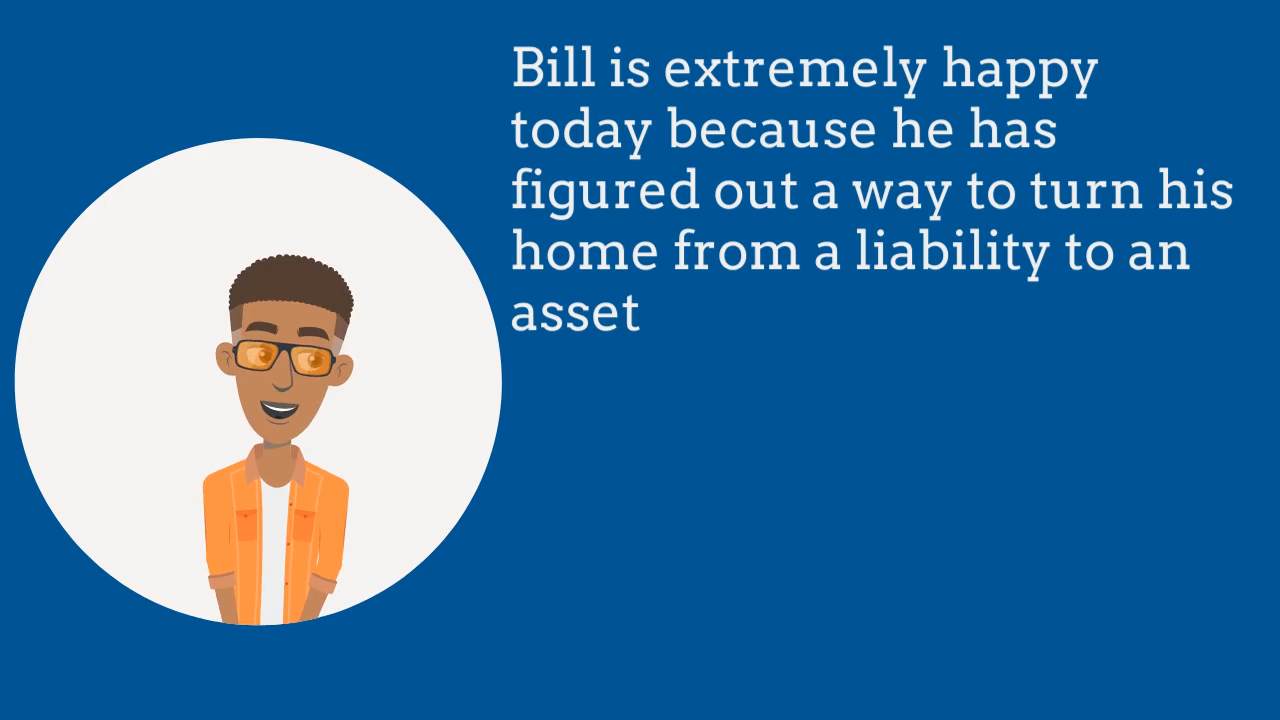 Bill is extremely happy
today because he has
figured out a way to turn his
home from a liability to an
asset